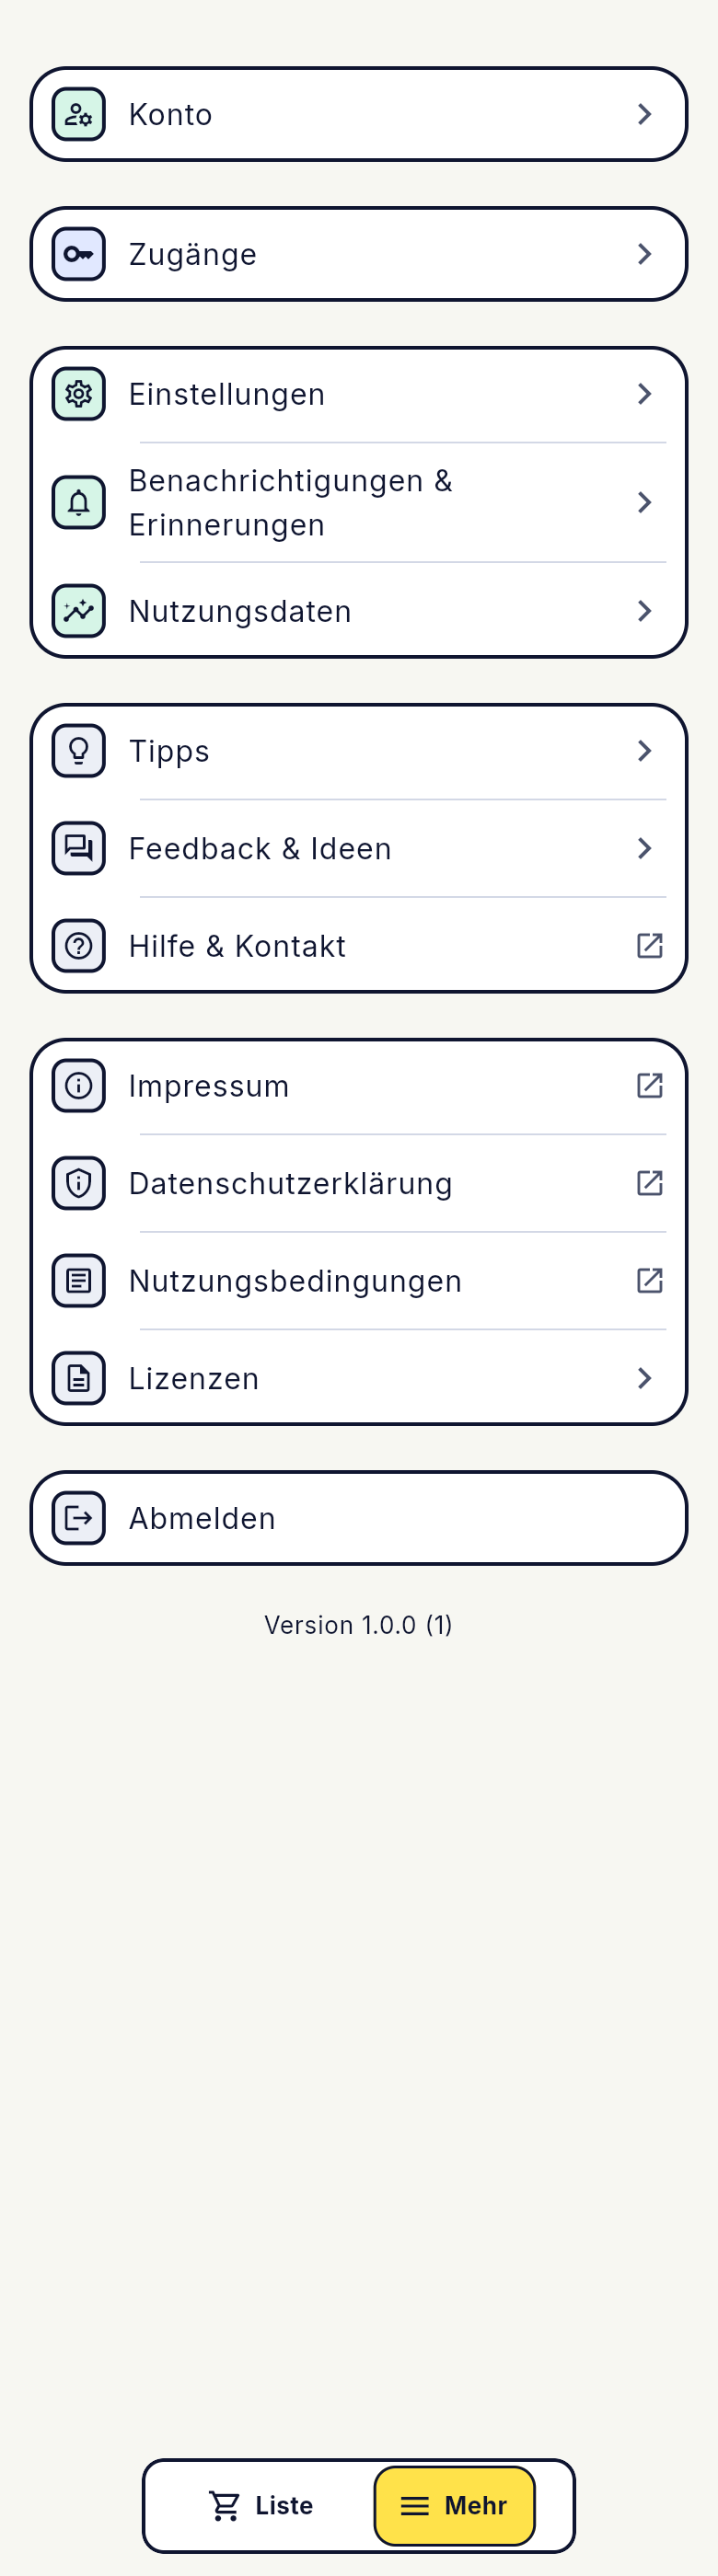 Konto
Zugänge
Einstellungen
Benachrichtigungen &
Erinnerungen
Nutzungsdaten
Tipps
Feedback & Ideen
Hilfe & Kontakt
Impressum
Datenschutzerklärung
Nutzungsbedingungen
Lizenzen
Abmelden
Version 1.0.0 (1)
Liste
Mehr